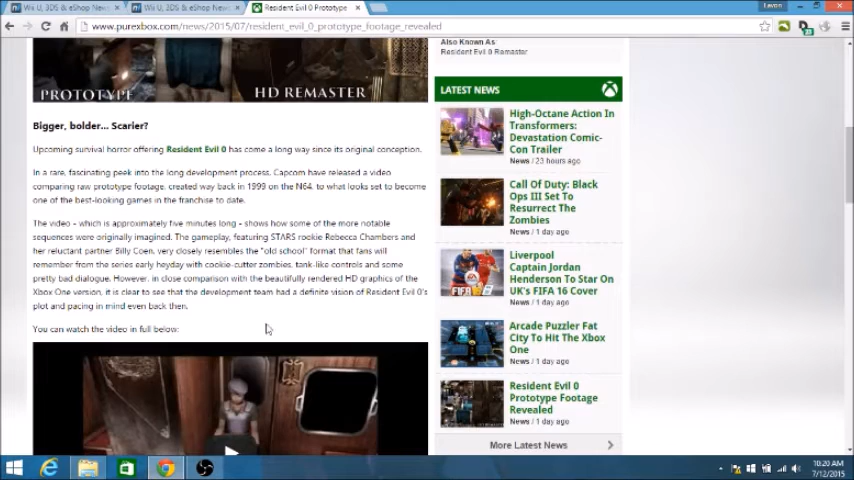 Wii U, 3DS & eShop News
Wii U, 3DS & eShop News
Resident Evil 0 Prototype
Lavon
www.purexbox.com/news/2015/07/resident_evil_0_prototype_footage_revealed
PROTOTYPE
HD REMASTER
Bigger, bolder... Scarier?
Upcoming survival horror offering Resident Evil 0 has come a long way since its original conception.
In a rare, fascinating peek into the long development process, Capcom have released a video
comparing raw prototype footage, created way back in 1999 on the N64, to what looks set to become
one of the best-looking games in the franchise to date.
The video - which is approximately five minutes long - shows how some of the more notable
sequences were originally imagined. The gameplay, featuring STARS rookie Rebecca Chambers and
her reluctant partner Billy Coen, very closely resembles the "old school" format that fans will
remember from the series early heyday with cookie-cutter zombies, tank-like controls and some
pretty bad dialogue. However, in close comparison with the beautifully rendered HD graphics of the
Xbox One version, it is clear to see that the development team had a definite vision of Resident Evil 0's
plot and pacing in mind even back then.
You can watch the video in full below:
Also Known As
Resident Evil 0 Remaster
LATEST NEWS
High-Octane Action In
Transformers:
Devastation Comic-
Con Trailer
News / 23 hours ago
Call Of Duty: Black
Ops III Set To
Resurrect The
Zombies
News / 1 day ago
Liverpool
Captain Jordan
Henderson To Star On
UK's FIFA 16 Cover
News / 1 day ago
Arcade Puzzler Fat
City To Hit The Xbox
One
News / 1 day ago
Resident Evil 0
Prototype Footage
Revealed
News / 1 day ago
More Latest News
10:20 AM
7/12/2015